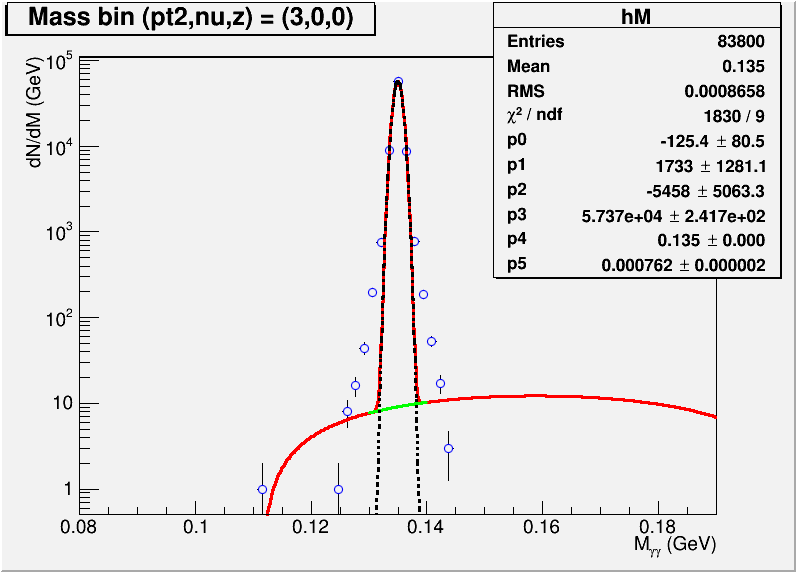 Mass bin (pt2,nu,z) = (3,0,0)
hM
Entries 83800
Mean 0.135
RMS 0.0008658
χ² / ndf 1830 / 9
p0 -125.4 ± 80.5
p1 1733 ± 1281.1
p2 -5458 ± 5063.3
p3 5.737e+04 ± 2.417e+02
p4 0.135 ± 0.000
p5 0.000762 ± 0.000002
dN/dM (GeV)
10⁵
10⁴
10³
10²
10
1
0.08 0.1 0.12 0.14 0.16 0.18
Mγγ (GeV)